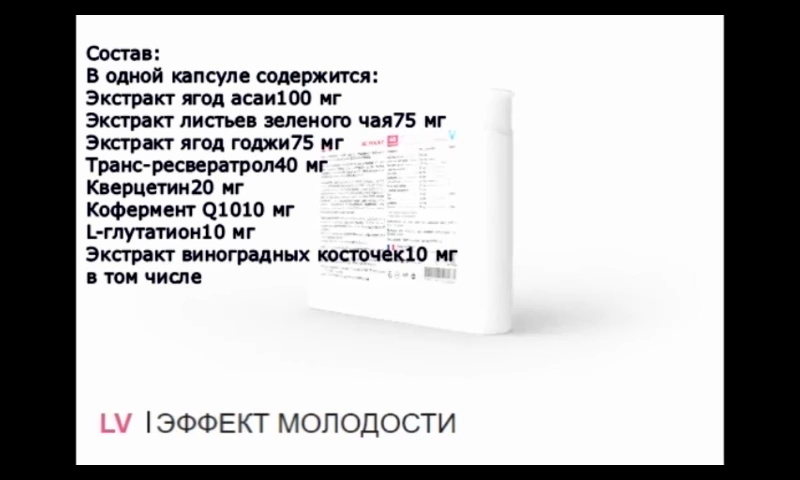 Состав:
В одной капсуле содержится:
Экстракт ягод асаи100 мг
Экстракт листьев зеленого чая75 мг
Экстракт ягод годжи75 мг
Транс-ресвератрол40 мг
Кверцетин20 мг
Кофермент Q1010 мг
L-глутатион10 мг
Экстракт виноградных косточек10 мг
в том числе
LV | ЭФФЕКТ МОЛОДОСТИ